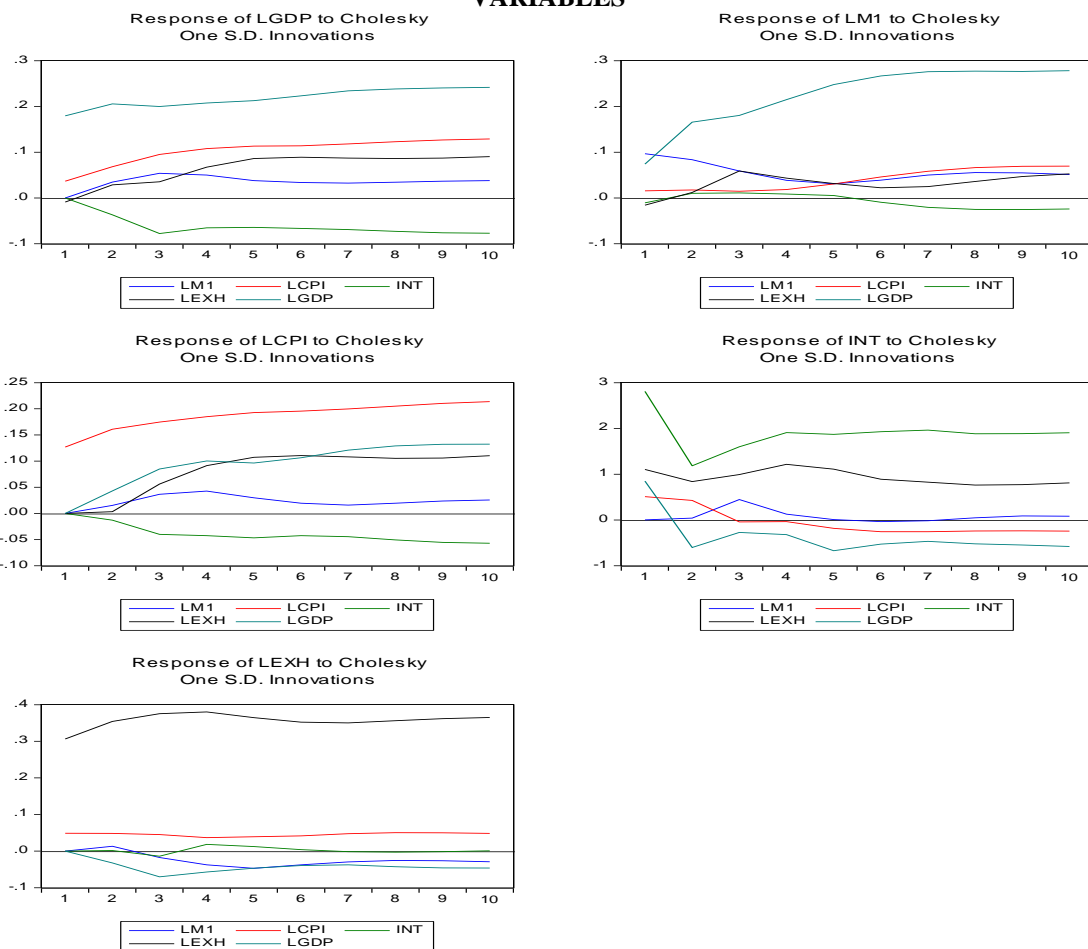 VARIABLES
Response of LGDP to Cholesky
One S.D. Innovations
.3
.2
.1
.0
-.1
1 2 3 4 5 6 7 8 9 10
LM1 LCPI INT
LEXH LGDP
Response of LM1 to Cholesky
One S.D. Innovations
.3
.2
.1
.0
-.1
1 2 3 4 5 6 7 8 9 10
LM1 LCPI INT
LEXH LGDP
Response of LCPI to Cholesky
One S.D. Innovations
.25
.20
.15
.10
.05
.00
-.05
-.10
1 2 3 4 5 6 7 8 9 10
LM1 LCPI INT
LEXH LGDP
Response of INT to Cholesky
One S.D. Innovations
3
2
1
0
-1
1 2 3 4 5 6 7 8 9 10
LM1 LCPI INT
LEXH LGDP
Response of LEXH to Cholesky
One S.D. Innovations
.4
.3
.2
.1
.0
-.1
1 2 3 4 5 6 7 8 9 10
LM1 LCPI INT
LEXH LGDP